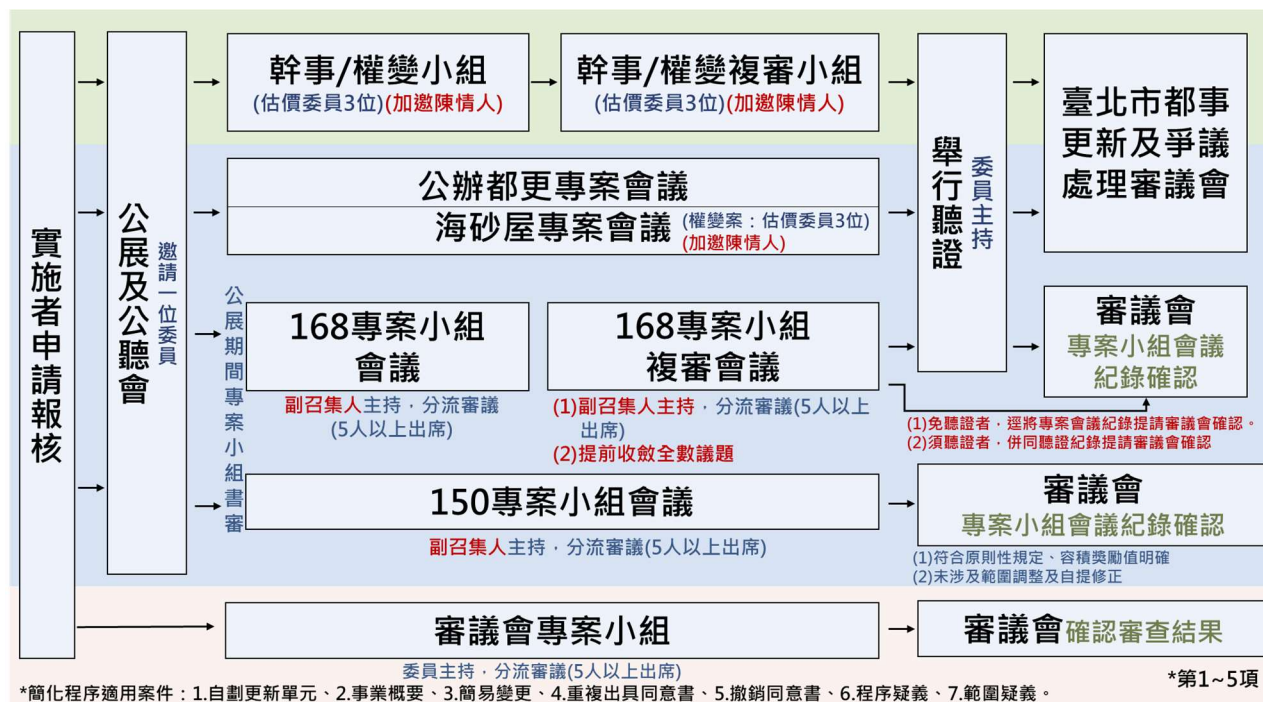 實施者申請報核
公展及公聽會
邀請一位委員
幹事/權變小組
(估價委員3位)(加邀陳情人)
幹事/權變複審小組
(估價委員3位)(加邀陳情人)
舉行聽證
委員主持
臺北市都事
更新及爭議
處理審議會
公辦都更專案會議
海砂屋專案會議
(權變案：估價委員3位)
(加邀陳情人)
公展期間專案小組書審
168專案小組
會議
副召集人主持，分流審議
(5人以上出席)
168專案小組
複審會議
(1)副召集人主持，分流審議(5人以上
出席)
(2)提前收斂全數議題
審議會
專案小組會議
紀錄確認
(1)免聽證者，逕將專案會議紀錄提請審議會確認。
(2)須聽證者，併同聽證紀錄提請審議會確認
150專案小組會議
副召集人主持，分流審議(5人以上出席)
審議會
專案小組會議紀錄確認
(1)符合原則性規定、容積獎勵值明確
(2)未涉及範圍調整及自提修正
審議會專案小組
委員主持，分流審議(5人以上出席)
審議會確認審查結果
*第1~5項
*簡化程序適用案件：1.自劃更新單元、2.事業概要、3.簡易變更、4.重複出具同意書、5.撤銷同意書、6.程序疑義、7.範圍疑義。